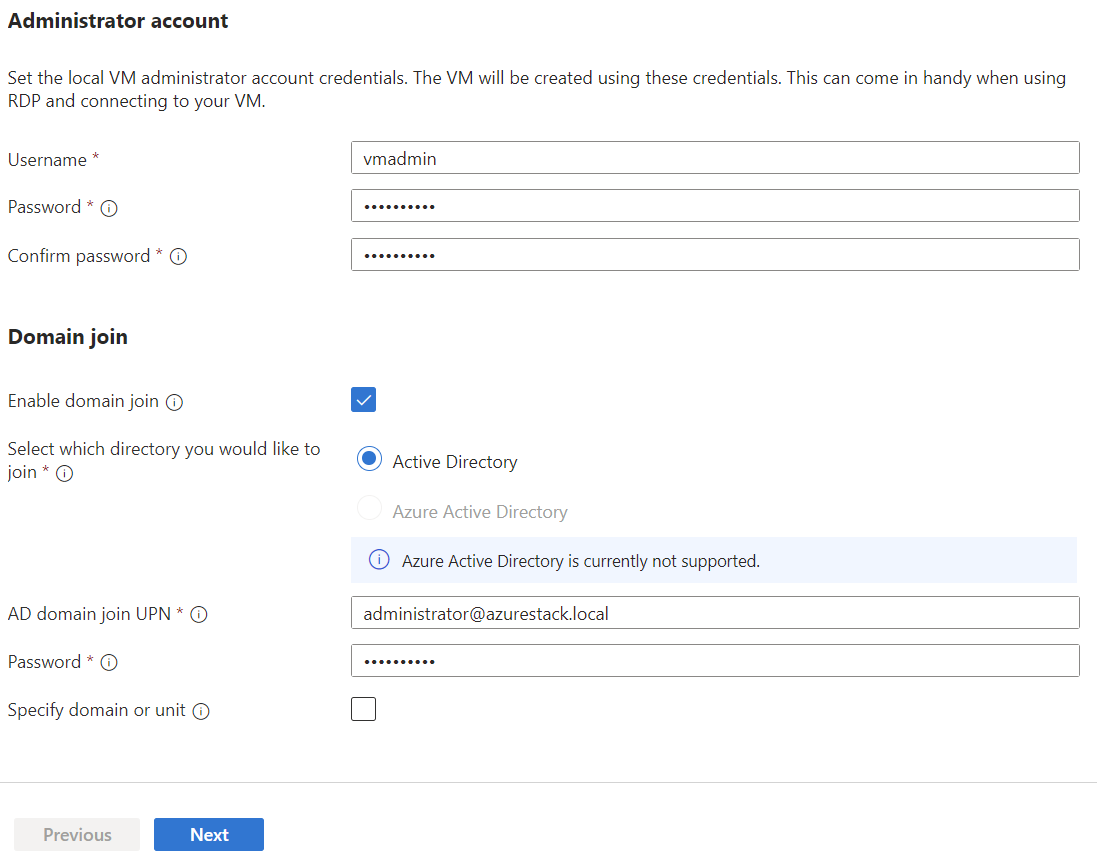 Administrator account
Set the local VM administrator account credentials. The VM will be created using these credentials. This can come in handy when using
RDP and connecting to your VM.
Username *
vmadmin
Password *
••••••••••
Confirm password *
••••••••••
Domain join
Enable domain join
Select which directory you would like to
join *
Active Directory
Azure Active Directory
Azure Active Directory is currently not supported.
AD domain join UPN *
administrator@azurestack.local
Password *
••••••••••
Specify domain or unit
Previous
Next